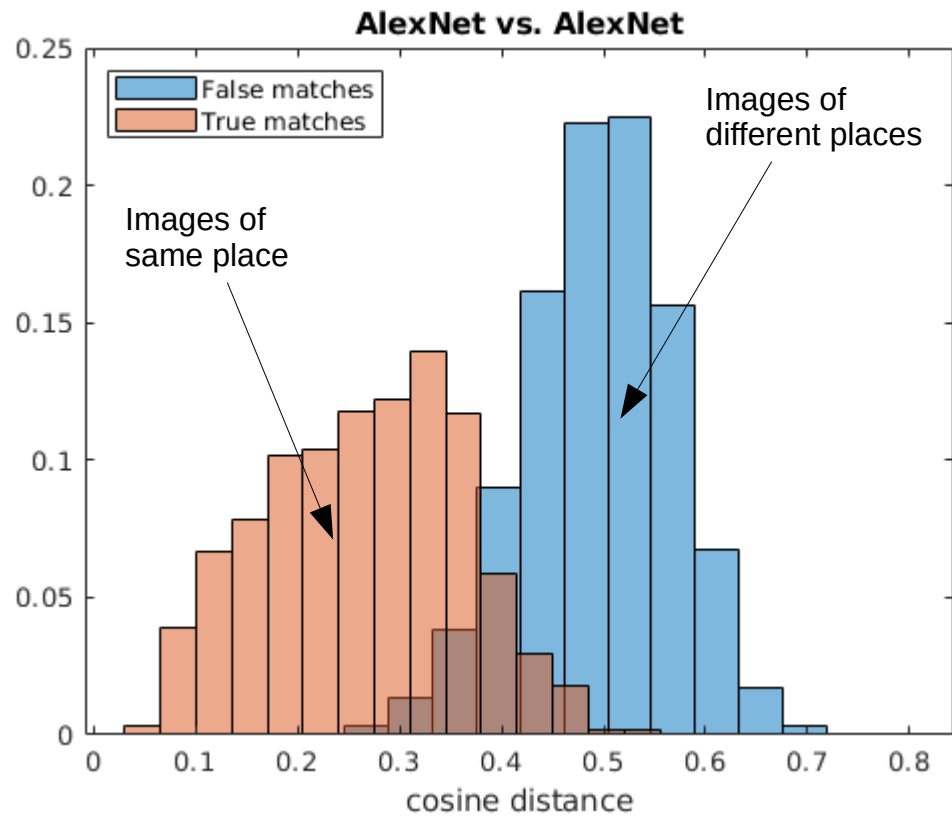 AlexNet vs. AlexNet
0.25
0.2
0.15
0.1
0.05
0
False matches
True matches
Images of
same place
Images of
different places
0 0.1 0.2 0.3 0.4 0.5 0.6 0.7 0.8
cosine distance